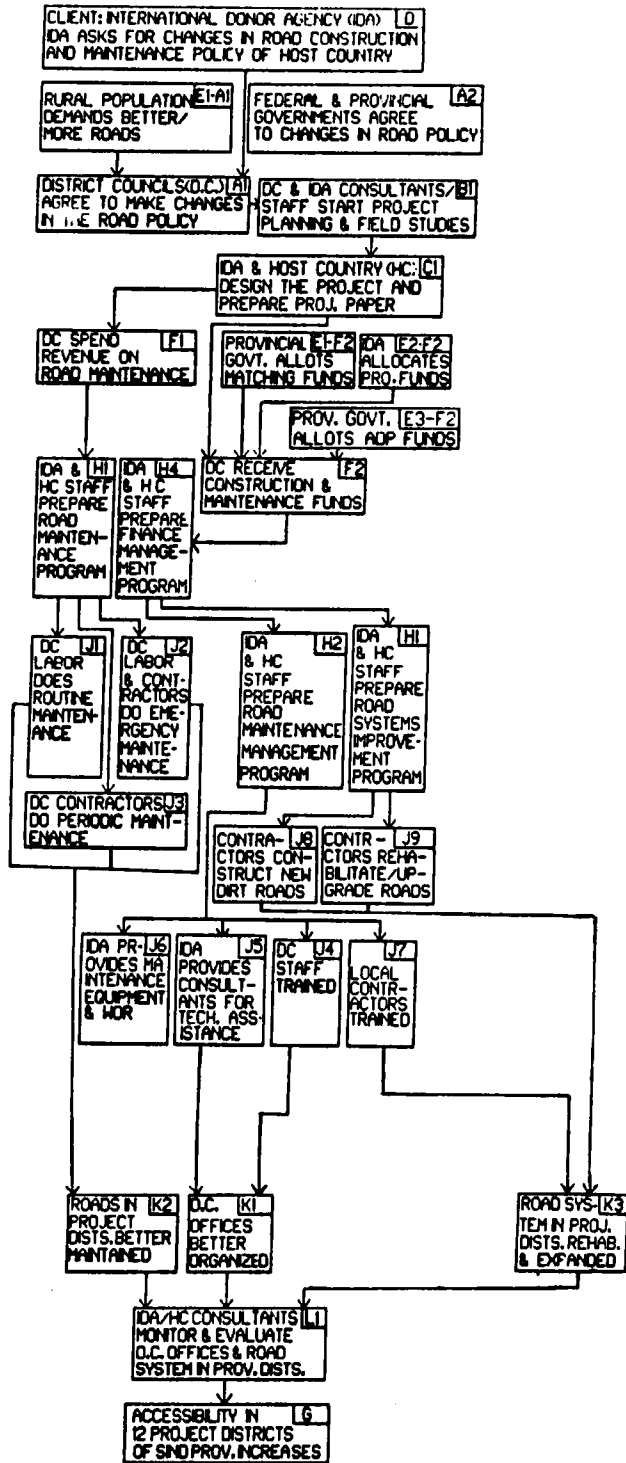 CLIENT: INTERNATIONAL DONOR AGENCY (IDA) 0
IDA ASKS FOR CHANGES IN ROAD CONSTRUCTION
AND MAINTENANCE POLICY OF HOST COUNTRY
RURAL POPULATION E1-A1
DEMANDS BETTER/
MORE ROADS
FEDERAL & PROVINCIAL A2
GOVERNMENTS AGREE
TO CHANGES IN ROAD POLICY
DISTRICT COUNCILS(D.C.) A1
AGREE TO MAKE CHANGES
IN THE ROAD POLICY
DC & IDA CONSULTANTS/ B1
STAFF START PROJECT
PLANNING & FIELD STUDIES
IDA & HOST COUNTRY (HC) C1
DESIGN THE PROJECT AND
PREPARE PROJ. PAPER
DC SPEND F1
REVENUE ON
ROAD MAINTENANCE
PROVINCIAL E1-F2
GOVT. ALLOTS
MATCHING FUNDS
IDA E2-F2
ALLOCATES
PRO. FUNDS
PROV. GOVT. E3-F2
ALLOTS ADP FUNDS
IDA & H1
HC STAFF
PREPARE
ROAD
MAINTEN-
ANCE
PROGRAM
IDA H4
& HC
STAFF
PREPARE
FINANCE
MANAGE-
MENT
PROGRAM
DC RECEIVE F2
CONSTRUCTION &
MAINTENANCE FUNDS
DC J1
LABOR
DOES
ROUTINE
MAINTEN-
ANCE
DC J2
LABOR
& CONT-
RACTORS
DO EME-
RGENCY
MAINTE-
NANCE
IDA H2
& HC
STAFF
PREPARE
ROAD
MAINTENANCE
MANAGEMENT
PROGRAM
IDA H1
& HC
STAFF
PREPARE
ROAD
SYSTEMS
IMPROVE-
MENT
PROGRAM
DC CONTRACTORS J3
DO PERIODIC MAINT-
ENANCE
CONTRA- J8
CTORS CON-
STRUCT NEW
DIRT ROADS
CONTR- J9
CTORS REHA-
BILITATE/UP-
GRADE ROADS
IDA PR- J6
OVIDES MA
INTENANCE
EQUIPMENT
& WOR
IDA J5
PROVIDES
CONSULT-
ANTS FOR
TECH. ASS-
ISTANCE
DC J4
STAFF
TRAINED
J7
LOCAL
CONTR-
ACTORS
TRAINED
ROADS IN K2
PROJECT
DISTS. BETTER
MAINTAINED
D.C. K1
OFFICES
BETTER
ORGANIZED
ROAD SYS- K3
TEM IN PROJ.
DISTS. REHAB.
& EXPANDED
IDA/HC CONSULTANTS L1
MONITOR & EVALUATE
D.C. OFFICES & ROAD
SYSTEM IN PROV. DISTS.
ACCESSIBILITY IN G
12 PROJECT DISTRICTS
OF SIND PROV. INCREASES